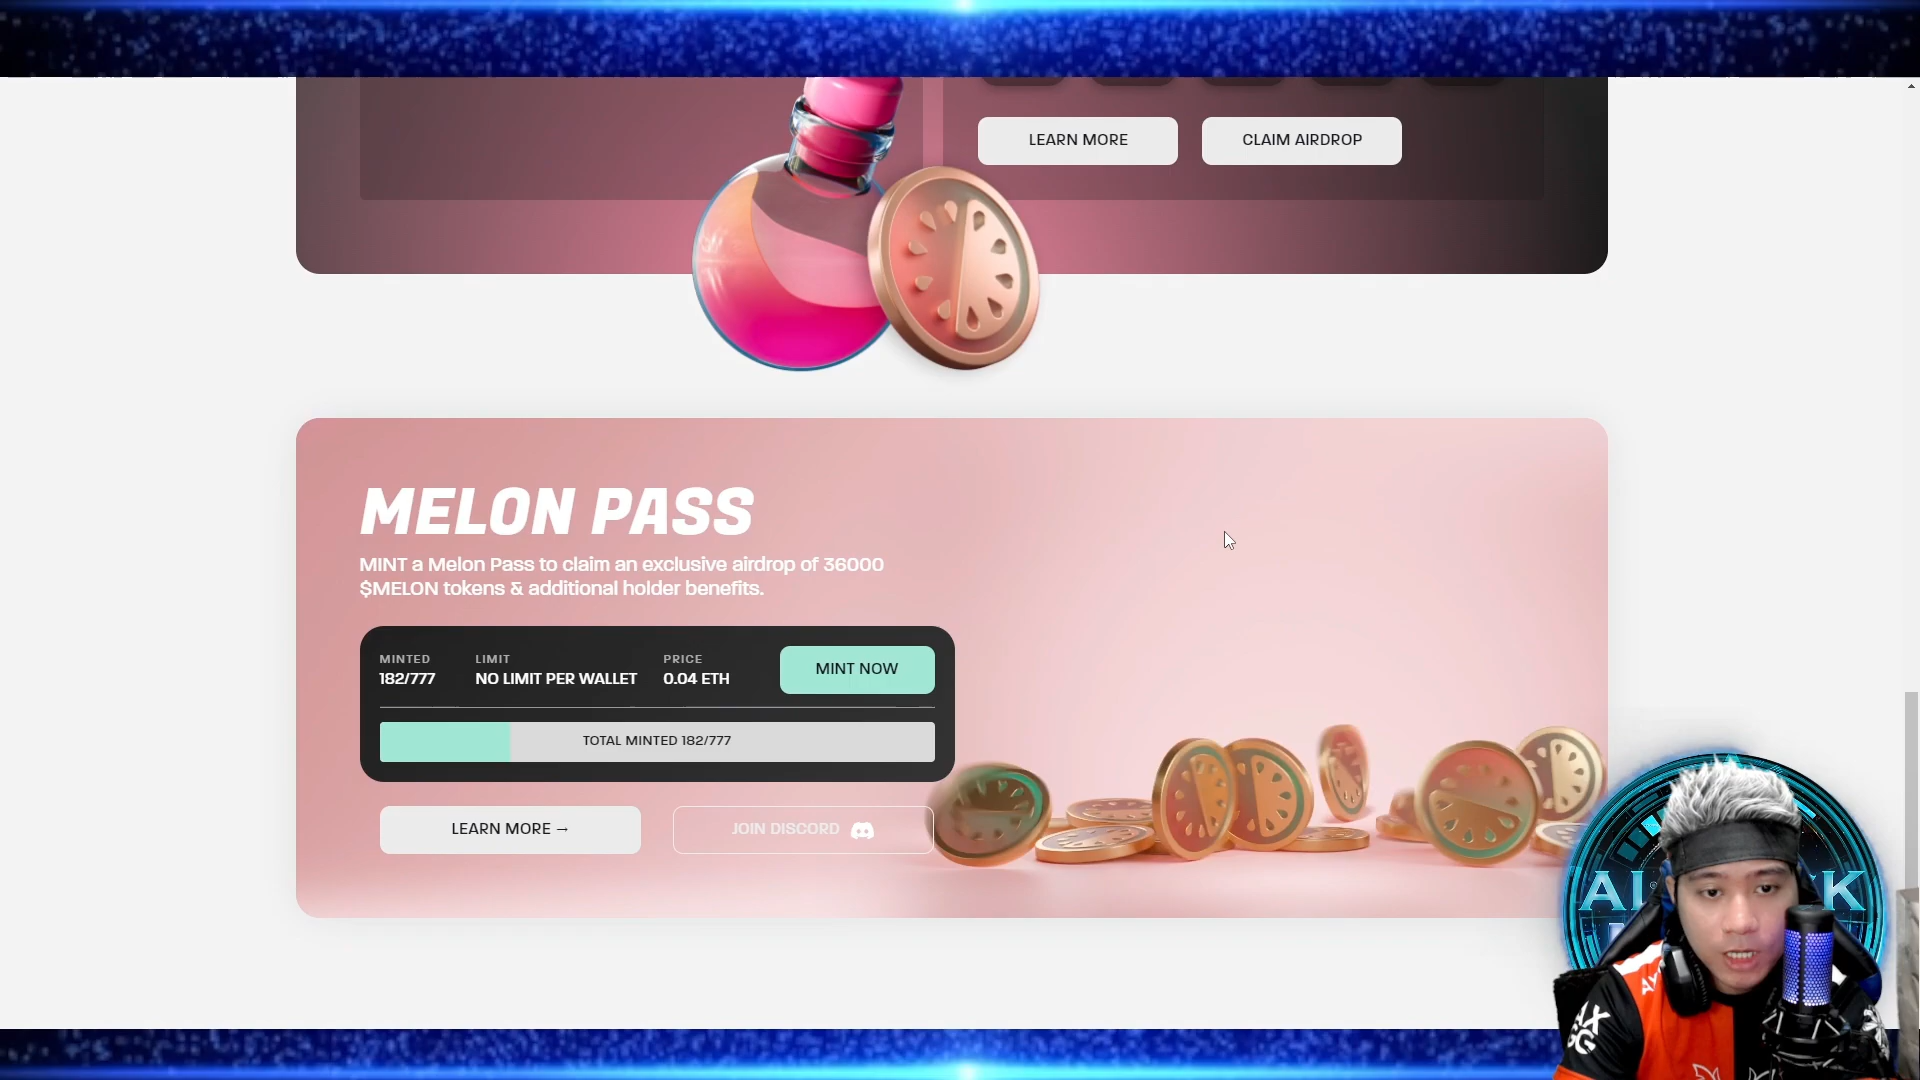 LEARN MORE
CLAIM AIRDROP
MELON PASS
MINT a Melon Pass to claim an exclusive airdrop of 36000
$MELON tokens & additional holder benefits.
MINTED
LIMIT
PRICE
182/777
NO LIMIT PER WALLET
0.04 ETH
MINT NOW
TOTAL MINTED 182/777
LEARN MORE →
JOIN DISCORD